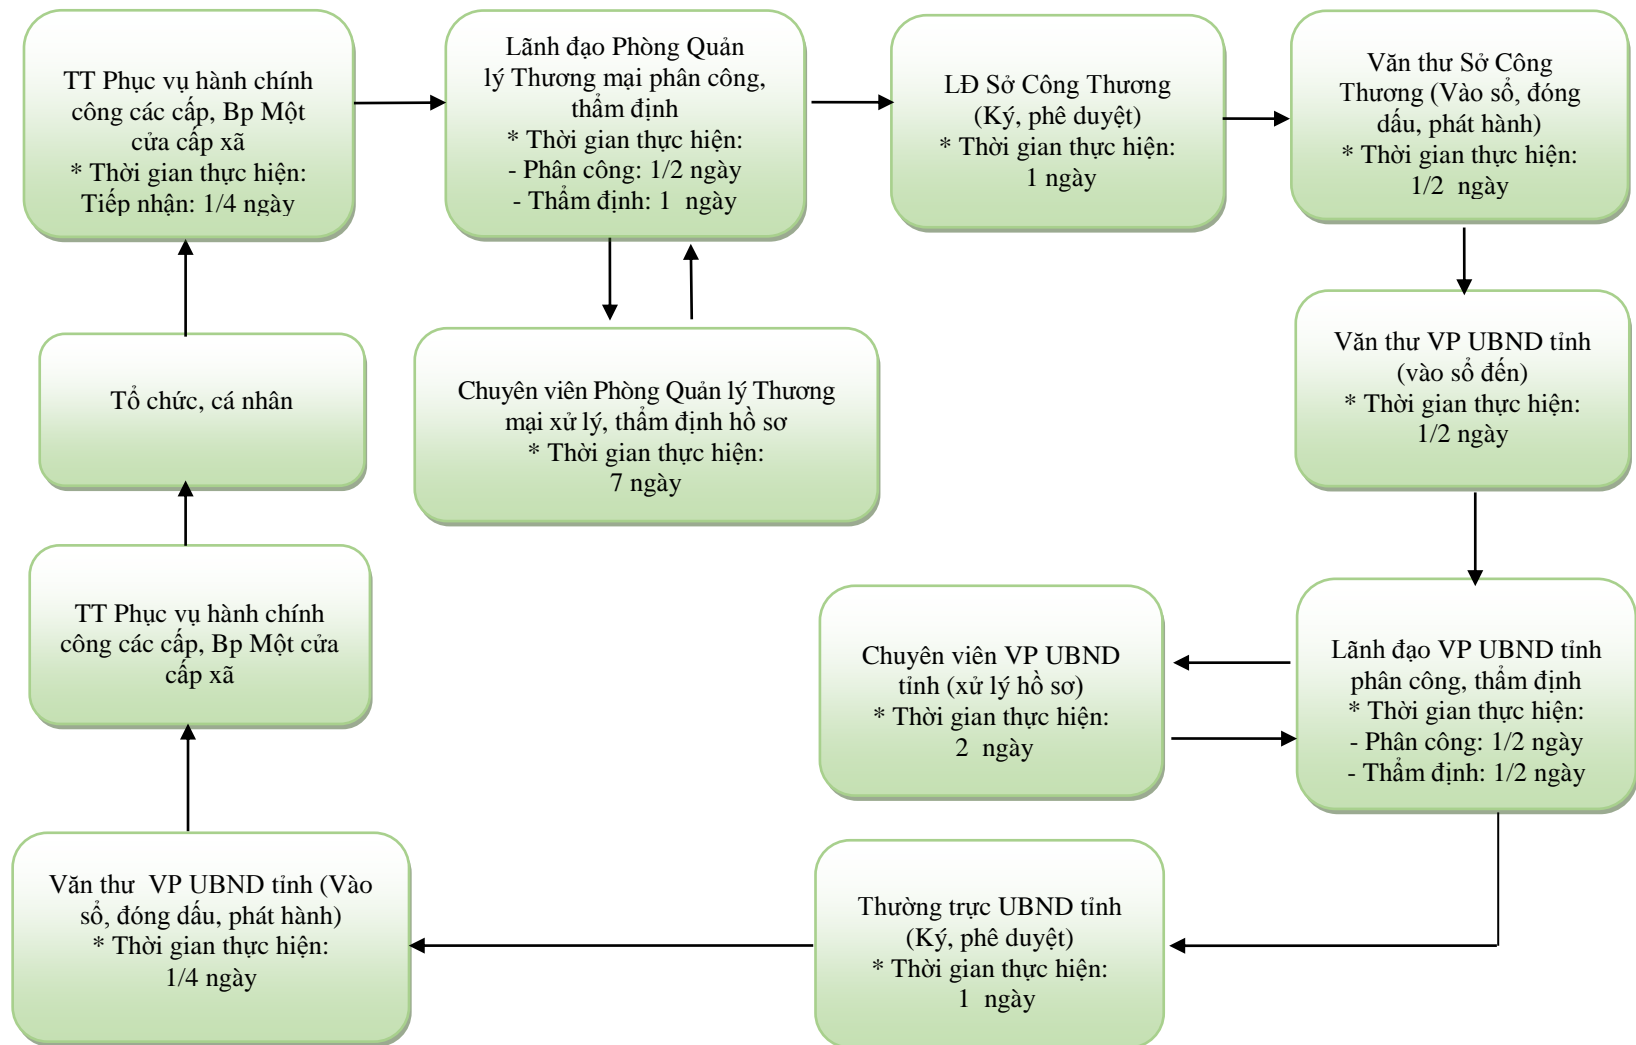 TT Phục vụ hành chính
công các cấp, Bp Một
cửa cấp xã
* Thời gian thực hiện:
Tiếp nhận: 1/4 ngày
Lãnh đạo Phòng Quản
lý Thương mại phân công,
thẩm định
* Thời gian thực hiện:
- Phân công: 1/2 ngày
- Thẩm định: 1 ngày
LĐ Sở Công Thương
(Ký, phê duyệt)
* Thời gian thực hiện:
1 ngày
Văn thư Sở Công
Thương (Vào sổ, đóng
dấu, phát hành)
* Thời gian thực hiện:
1/2 ngày
Tổ chức, cá nhân
Chuyên viên Phòng Quản lý Thương
mại xử lý, thẩm định hồ sơ
* Thời gian thực hiện:
7 ngày
Văn thư VP UBND tỉnh
(vào sổ đến)
* Thời gian thực hiện:
1/2 ngày
TT Phục vụ hành chính
công các cấp, Bp Một cửa
cấp xã
Chuyên viên VP UBND
tỉnh (xử lý hồ sơ)
* Thời gian thực hiện:
2 ngày
Lãnh đạo VP UBND tỉnh
phân công, thẩm định
* Thời gian thực hiện:
- Phân công: 1/2 ngày
- Thẩm định: 1/2 ngày
Văn thư VP UBND tỉnh (Vào
sổ, đóng dấu, phát hành)
* Thời gian thực hiện:
1/4 ngày
Thường trực UBND tỉnh
(Ký, phê duyệt)
* Thời gian thực hiện:
1 ngày